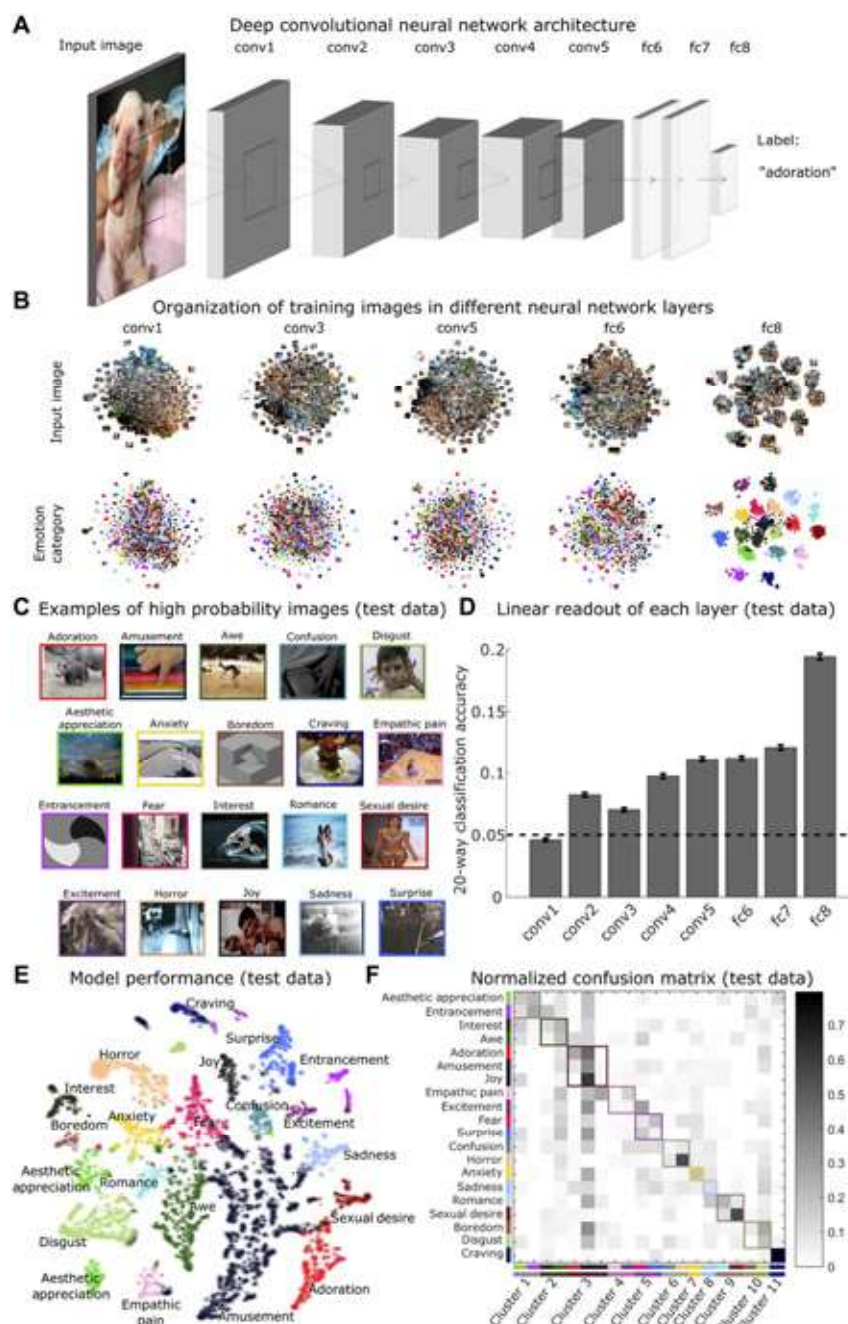 A Deep convolutional neural network architecture
Input image conv1 conv2 conv3 conv4 conv5 fc6 fc7 fc8
Label:
"adoration"
B Organization of training images in different neural network layers
conv1 conv3 conv5 fc6 fc8
Input image
Emotion
category
C Examples of high probability images (test data)
Adoration Amusement Awe Confusion Disgust
Aesthetic
appreciation Anxiety Boredom Craving Empathic pain
Entrancement Fear Interest Romance Sexual desire
Excitement Horror Joy Sadness Surprise
D Linear readout of each layer (test data)
20-way classification accuracy
0.2
0.15
0.1
0.05
0
conv1 conv2 conv3 conv4 conv5 fc6 fc7 fc8
E Model performance (test data)
Craving
Surprise
Horror
Joy
Entrancement
Interest
Confusion
Boredom
Anxiety
Fear
Excitement
Sadness
Aesthetic
appreciation
Romance
Awe
Sexual desire
Disgust
Aesthetic
appreciation
Empathic
pain
Amusement
Adoration
F Normalized confusion matrix (test data)
Aesthetic appreciation
Entrancement
Interest
Awe
Adoration
Amusement
Joy
Empathic pain
Excitement
Fear
Surprise
Confusion
Horror
Anxiety
Sadness
Romance
Sexual desire
Boredom
Disgust
Craving
Cluster 1
Cluster 2
Cluster 3
Cluster 4
Cluster 5
Cluster 6
Cluster 7
Cluster 8
Cluster 9
Cluster 10
Cluster 11
0.7
0.6
0.5
0.4
0.3
0.2
0.1
0